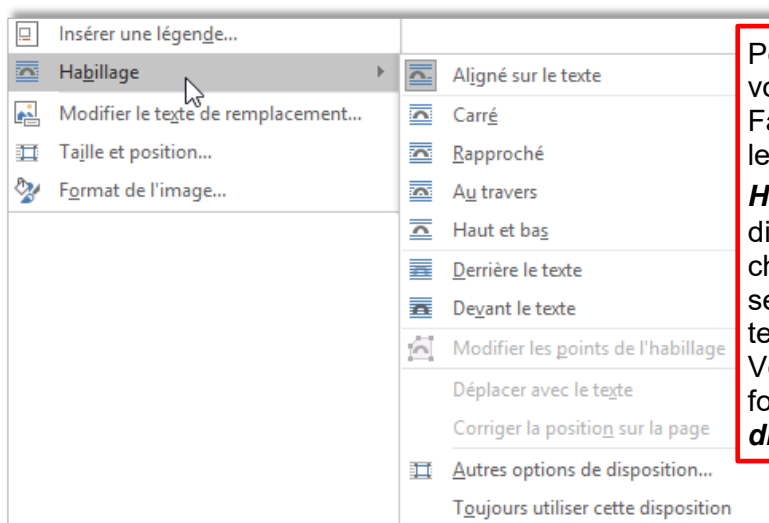 Insérer une légende...
Habillage
Modifier le texte de remplacement...
Taille et position...
Format de l'image...
Aligné sur le texte
Carré
Rapproché
Au travers
Haut et bas
Derrière le texte
Devant le texte
Modifier les points de l'habillage
Déplacer avec le texte
Corriger la position sur la page
Autres options de disposition...
Toujours utiliser cette disposition